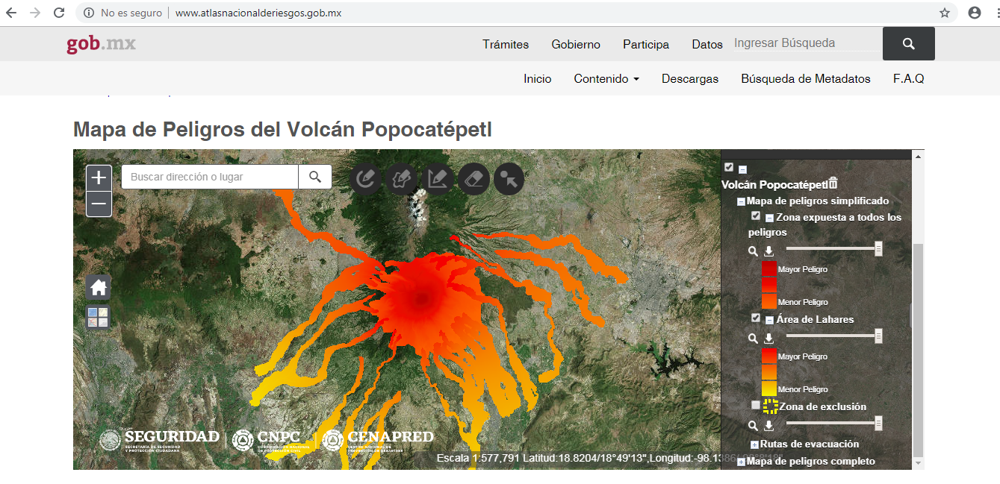 No es seguro | www.atlasnacionalderiesgos.gob.mx
gob.mx
Trámites Gobierno Participa Datos Ingresar Búsqueda
Inicio Contenido Descargas Búsqueda de Metadatos F.A.Q
Mapa de Peligros del Volcán Popocatépetl
+
−
Buscar dirección o lugar
Volcán Popocatépetl
Mapa de peligros simplificado
Zona expuesta a todos los
peligros
Mayor Peligro
Menor Peligro
Área de Lahares
Mayor Peligro
Menor Peligro
Zona de exclusión
Rutas de evacuación
Mapa de peligros completo
SEGURIDAD
SECRETARÍA DE SEGURIDAD
Y PROTECCIÓN CIUDADANA
CNPC
COORDINACIÓN NACIONAL
DE PROTECCIÓN CIVIL
CENAPRED
CENTRO NACIONAL DE
PREVENCIÓN DE DESASTRES
Escala 1:577,791 Latitud:18.8204/18°49'13",Longitud:-98.1386